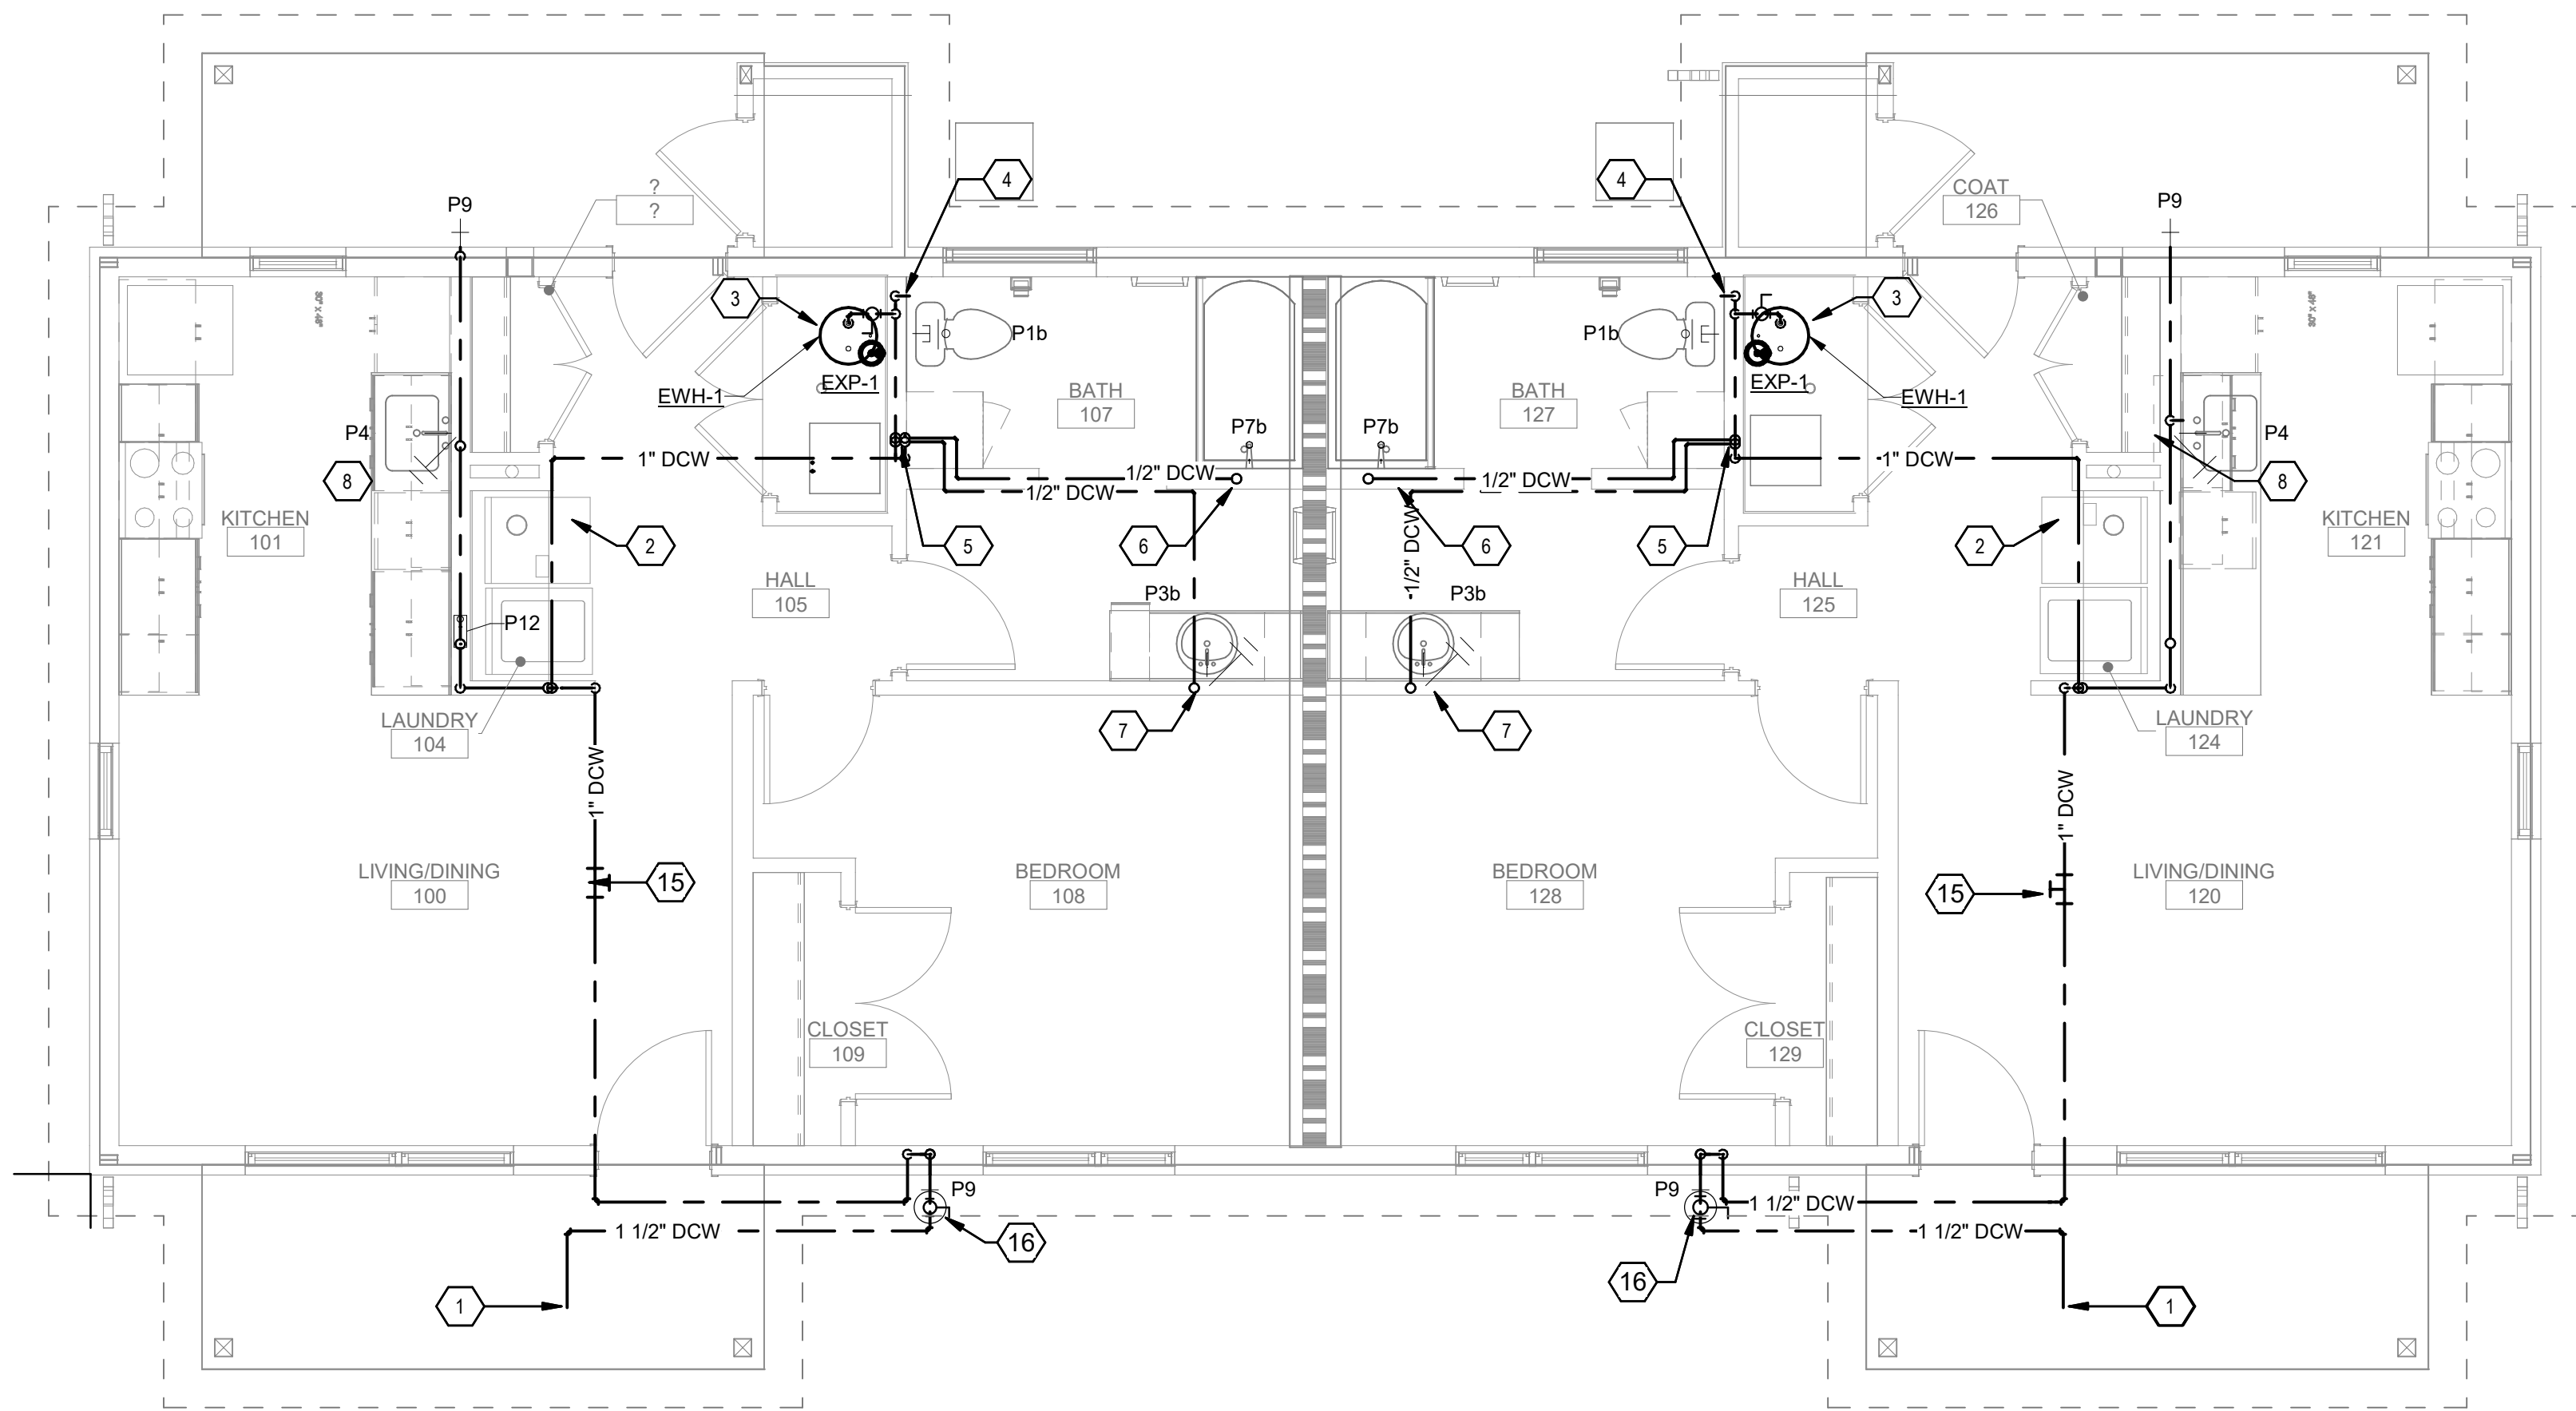 4
4
?
?
COAT
126
P9
P9
3
3
30" X 48"
30" X 48"
P1b
P1b
EWH-1
EXP-1
BATH
107
BATH
127
EXP-1
EWH-1
P4
P7b
P7b
P4
1" DCW
1/2" DCW
1/2" DCW
1/2" DCW
1" DCW
8
8
KITCHEN
101
2
5
6
1/2" DCW
6
5
2
KITCHEN
121
HALL
105
P3b
P3b
HALL
125
P12
LAUNDRY
104
7
7
LAUNDRY
124
1" DCW
1" DCW
LIVING/DINING
100
15
BEDROOM
108
BEDROOM
128
15
LIVING/DINING
120
CLOSET
109
CLOSET
129
P9
P9
1 1/2" DCW
1 1/2" DCW
1 1/2" DCW
16
16
1
1